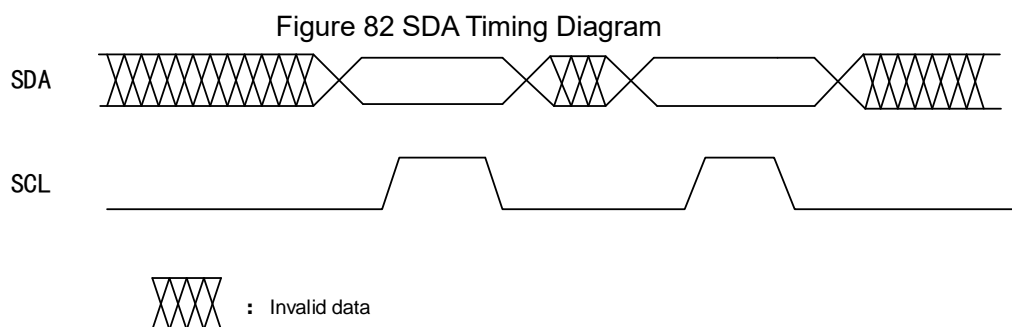 Figure 82 SDA Timing Diagram
SDA
SCL
: Invalid data